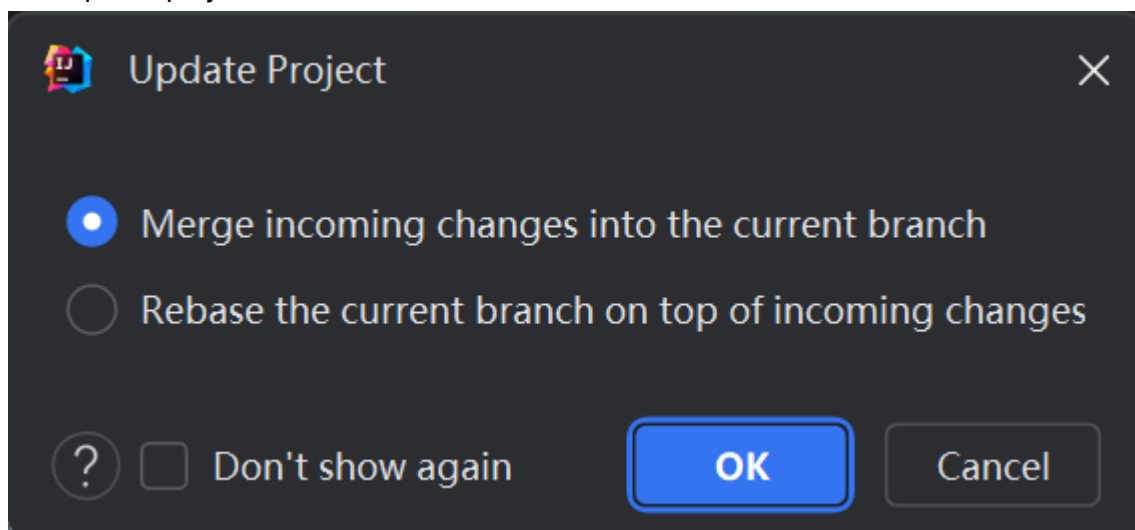 Update Project
Merge incoming changes into the current branch
Rebase the current branch on top of incoming changes
? Don't show again OK Cancel